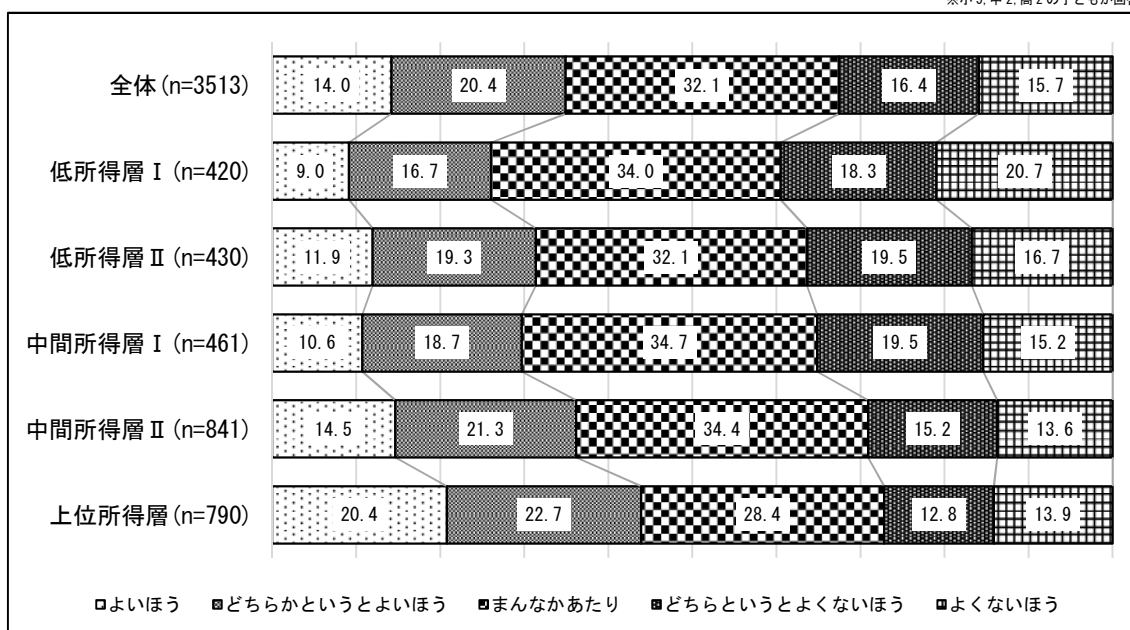 全体(n=3513) 14.0 20.4 32.1 16.4 15.7
低所得層Ⅰ(n=420) 9.0 16.7 34.0 18.3 20.7
低所得層Ⅱ(n=430) 11.9 19.3 32.1 19.5 16.7
中間所得層Ⅰ(n=461) 10.6 18.7 34.7 19.5 15.2
中間所得層Ⅱ(n=841) 14.5 21.3 34.4 15.2 13.6
上位所得層(n=790) 20.4 22.7 28.4 12.8 13.9
よいほう どちらかというとよいほう まんなかあたり どちらというとよくないほう よくないほう